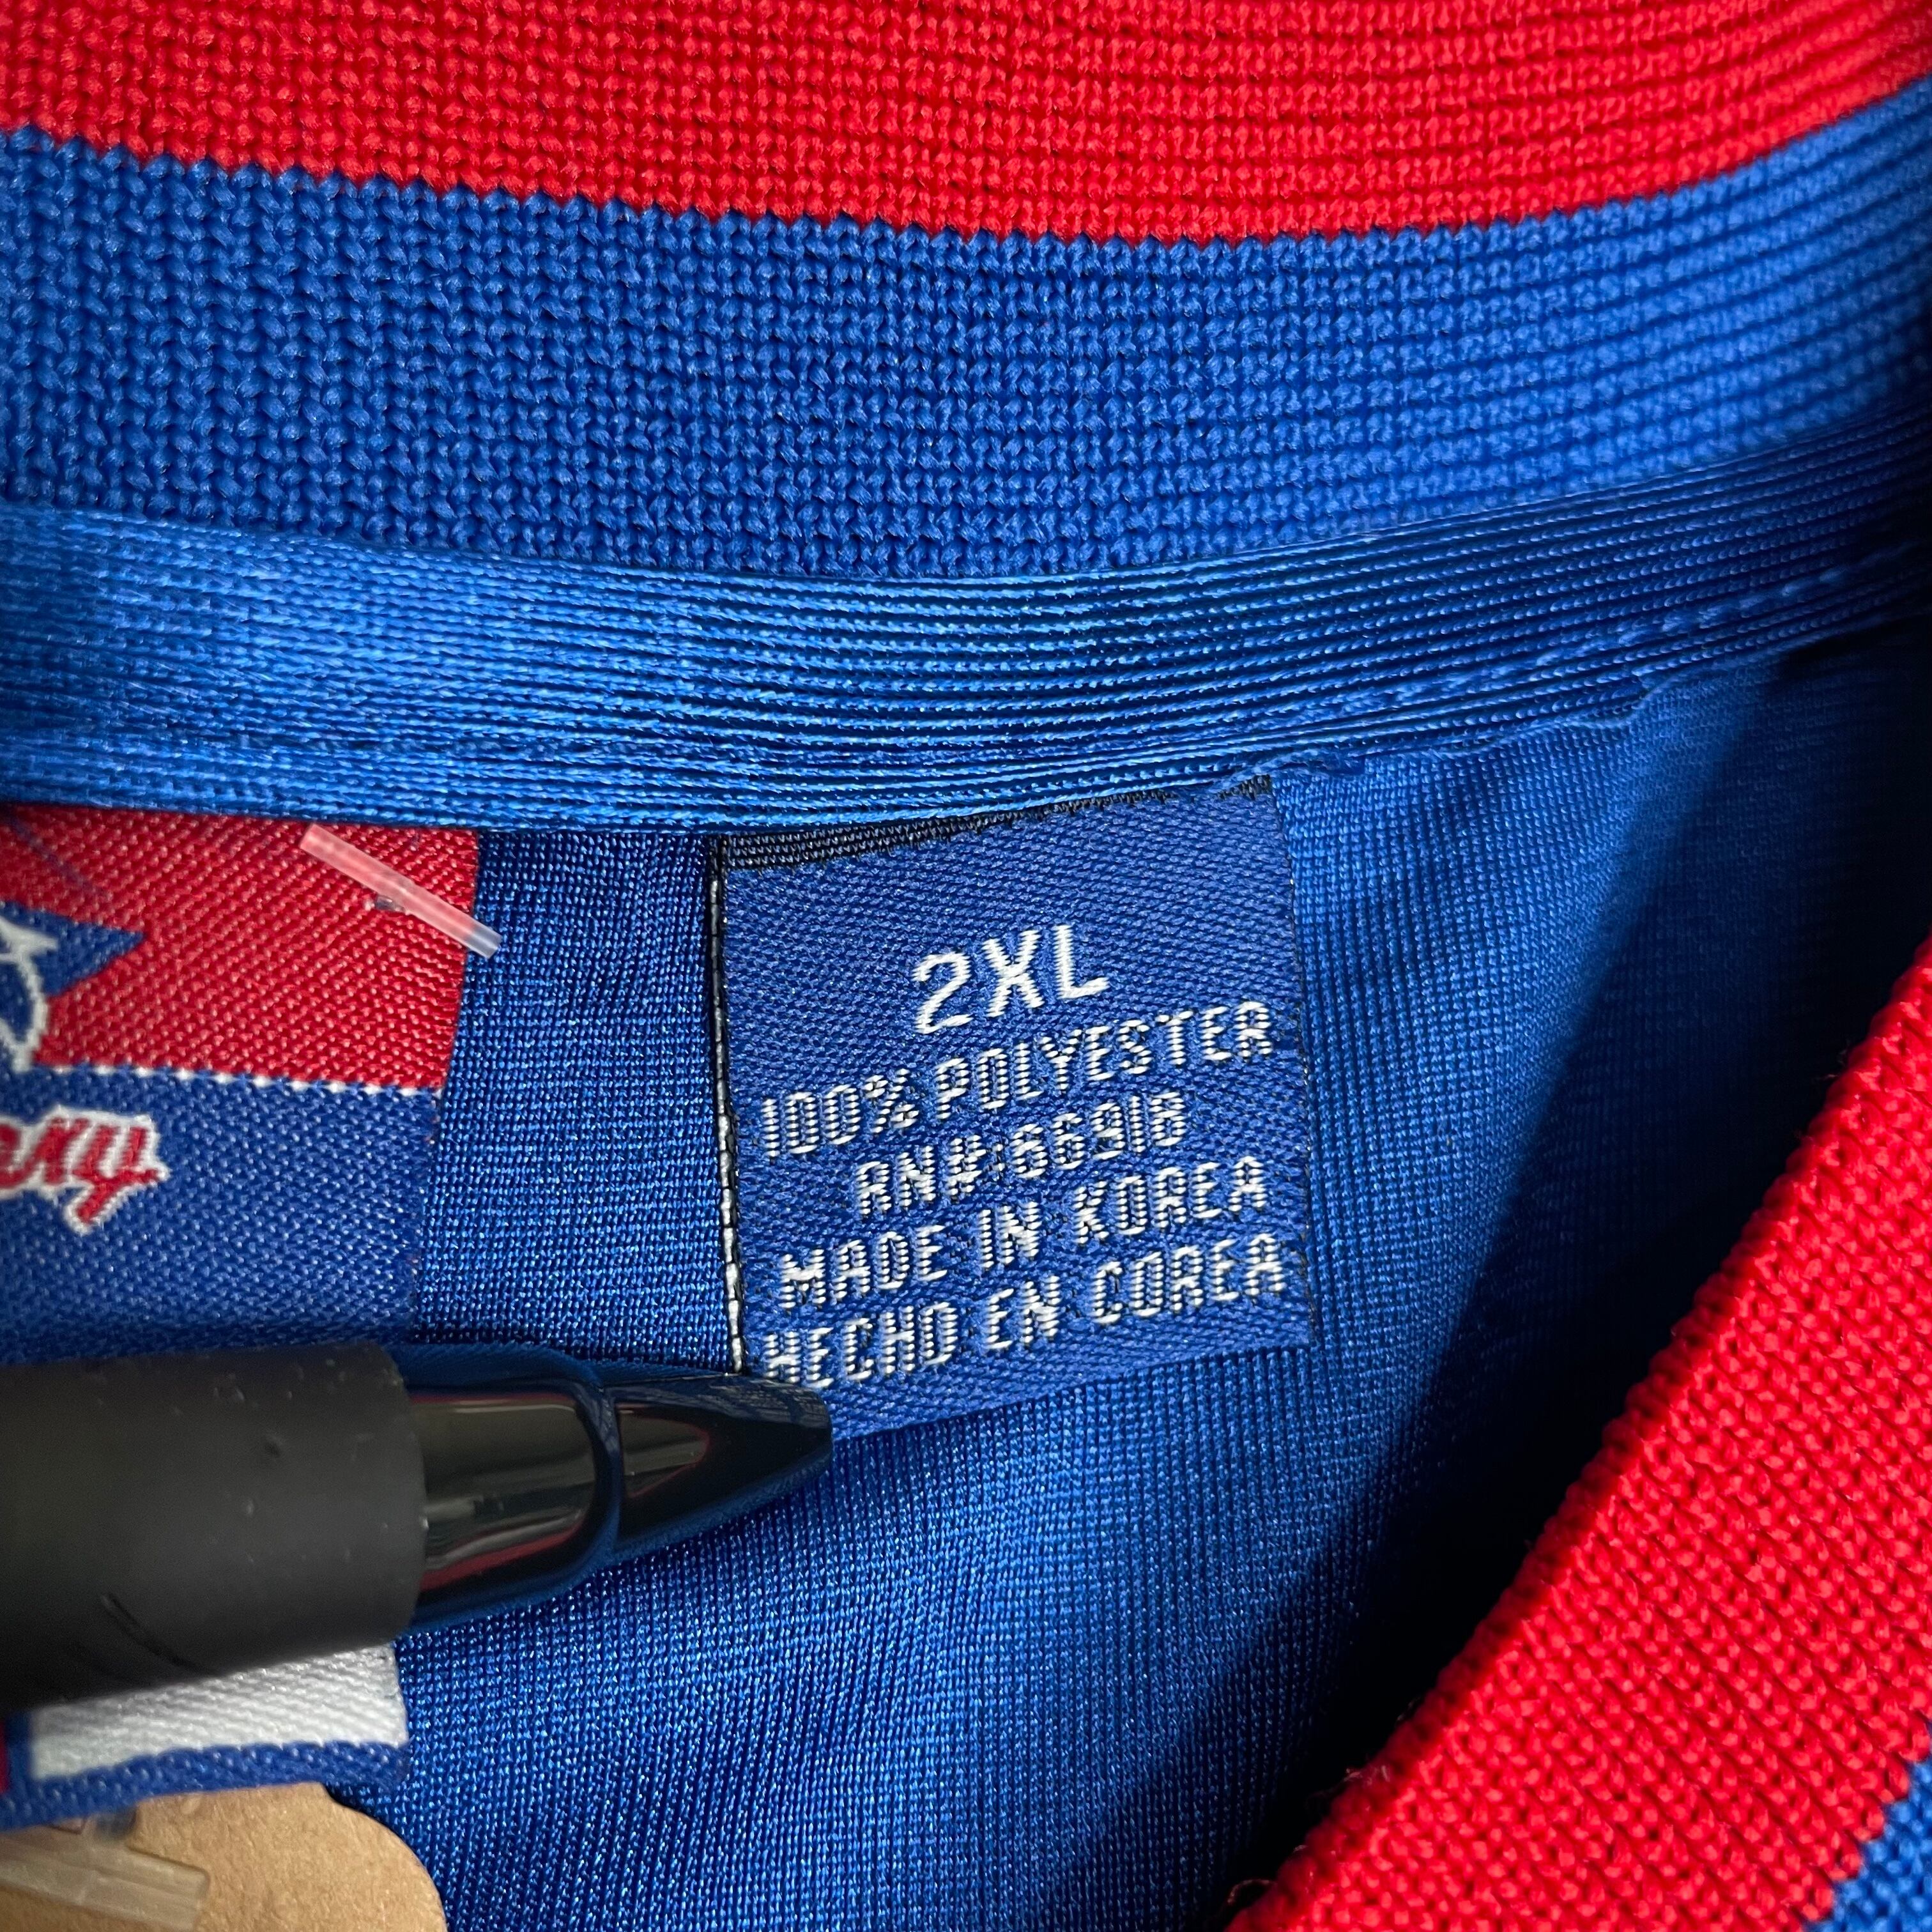 2XL
100% POLYESTER
RN#:66918
MADE IN KOREA
HECHO EN COREA